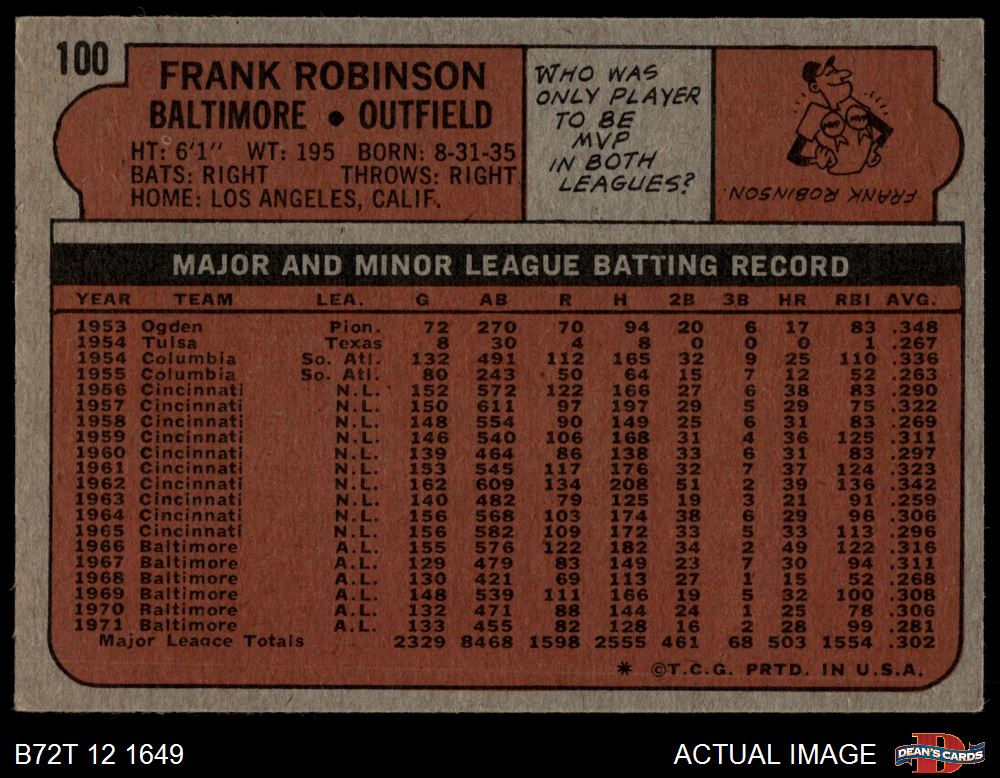 100
FRANK ROBINSON
BALTIMORE • OUTFIELD
HT: 6'1" WT: 195 BORN: 8-31-35
BATS: RIGHT THROWS: RIGHT
HOME: LOS ANGELES, CALIF.
WHO WAS
ONLY PLAYER
TO BE
MVP
IN BOTH
LEAGUES?
MVP MVP
FRANK ROBINSON.
MAJOR AND MINOR LEAGUE BATTING RECORD
YEAR TEAM LEA. G AB R H 2B 3B HR RBI AVG.
1953 Ogden Pion. 72 270 70 94 20 6 17 83 .348
1954 Tulsa Texas 8 30 4 8 0 0 0 1 .267
1954 Columbia So. Atl. 132 491 112 165 32 9 25 110 .336
1955 Columbia So. Atl. 80 243 50 64 15 7 12 52 .263
1956 Cincinnati N.L. 152 572 122 166 27 6 38 83 .290
1957 Cincinnati N.L. 150 611 97 197 29 5 29 75 .322
1958 Cincinnati N.L. 148 554 90 149 25 6 31 83 .269
1959 Cincinnati N.L. 146 540 106 168 31 4 36 125 .311
1960 Cincinnati N.L. 139 464 86 138 33 6 31 83 .297
1961 Cincinnati N.L. 153 545 117 176 32 7 37 124 .323
1962 Cincinnati N.L. 162 609 134 208 51 2 39 136 .342
1963 Cincinnati N.L. 140 482 79 125 19 3 21 91 .259
1964 Cincinnati N.L. 156 568 103 174 38 6 29 96 .306
1965 Cincinnati N.L. 156 582 109 172 33 5 33 113 .296
1966 Baltimore A.L. 155 576 122 182 34 2 49 122 .316
1967 Baltimore A.L. 129 479 83 149 23 7 30 94 .311
1968 Baltimore A.L. 130 421 69 113 27 1 15 52 .268
1969 Baltimore A.L. 148 539 111 166 19 5 32 100 .308
1970 Baltimore A.L. 132 471 88 144 24 1 25 78 .306
1971 Baltimore A.L. 133 455 82 128 16 2 28 99 .281
Major League Totals 2329 8468 1598 2555 461 68 503 1554 .302
* ©T.C.G. PRTD. IN U.S.A.
B72T 12 1649
ACTUAL IMAGE
DEAN'S CARDS